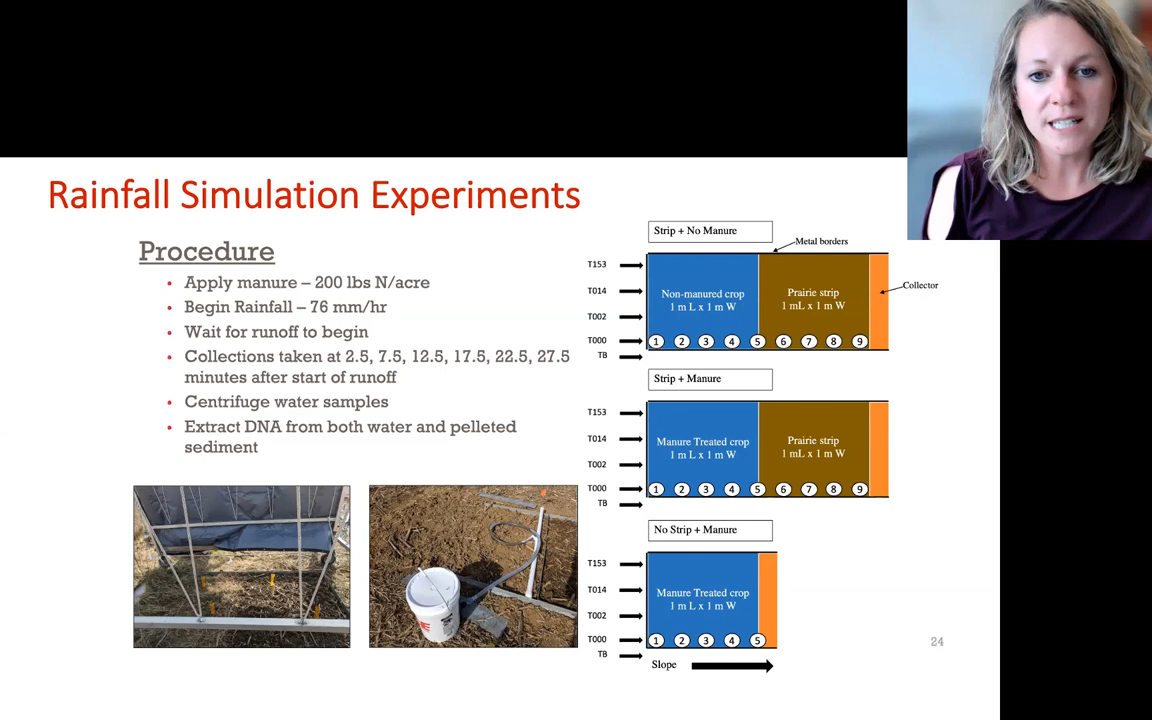 Rainfall Simulation Experiments
Procedure
• Apply manure – 200 lbs N/acre
• Begin Rainfall – 76 mm/hr
• Wait for runoff to begin
• Collections taken at 2.5, 7.5, 12.5, 17.5, 22.5, 27.5
minutes after start of runoff
• Centrifuge water samples
• Extract DNA from both water and pelleted
sediment
Strip + No Manure
Metal borders
T153
T014
T002
T000
TB
Non-manured crop
1 m L x 1 m W
Prairie strip
1 mL x 1 m W
Collector
1 2 3 4 5 6 7 8 9
Strip + Manure
T153
T014
T002
T000
TB
Manure Treated crop
1 m L x 1 m W
Prairie strip
1 mL x 1 m W
1 2 3 4 5 6 7 8 9
No Strip + Manure
T153
T014
T002
T000
TB
Manure Treated crop
1 m L x 1 m W
1 2 3 4 5
Slope
24